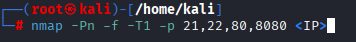 ┌──(root㉿kali)-[/home/kali]
└─# nmap -Pn -f -T1 -p 21,22,80,8080 <IP>